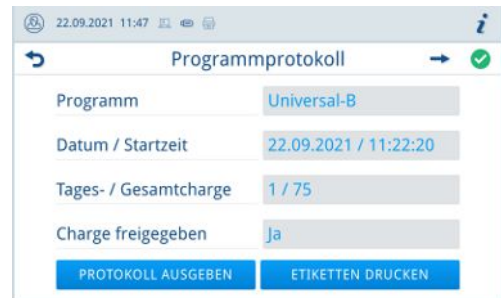 22.09.2021 11:47
i
Programmprotokoll
Programm Universal-B
Datum / Startzeit 22.09.2021 / 11:22:20
Tages- / Gesamtcharge 1 / 75
Charge freigegeben Ja
PROTOKOLL AUSGEBEN ETIKETTEN DRUCKEN